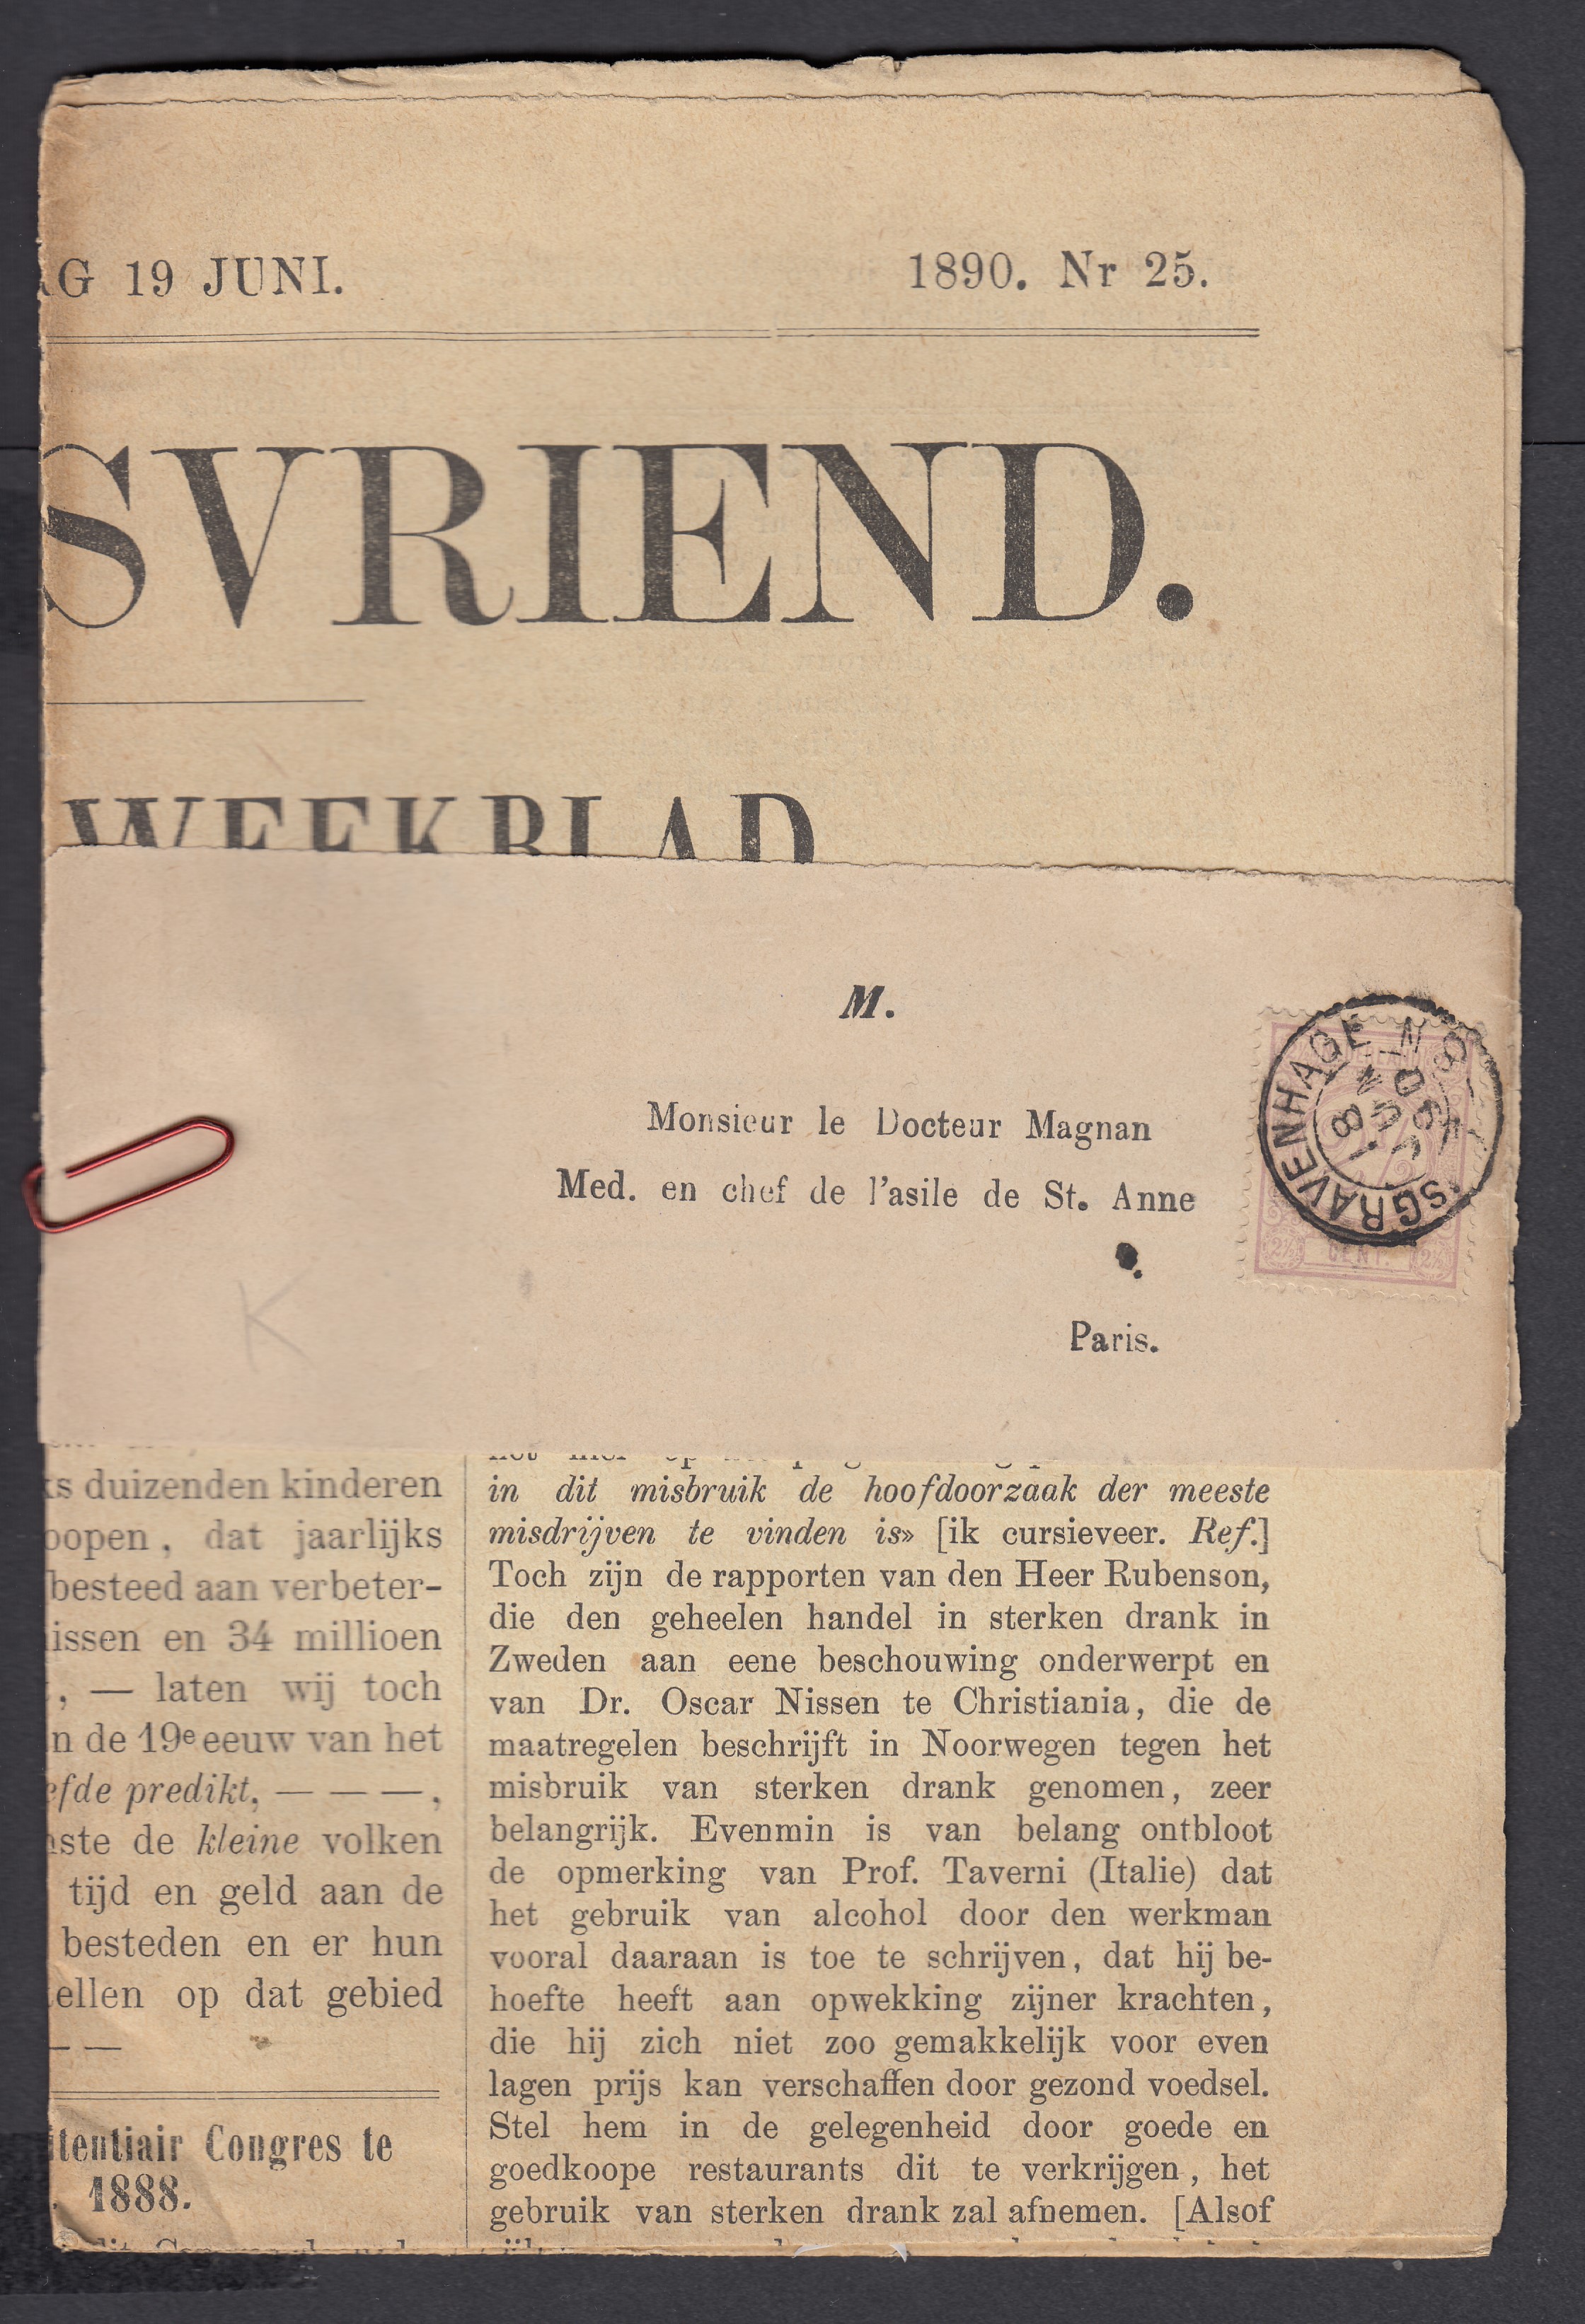 G 19 JUNI.
1890. Nr 25.
SVRIEND.
WEEKBLAD
M.
Monsieur le Docteur Magnan
Med. en chef de l'asile de St. Anne
Paris.
K
SGRAVENHAGE
CENT.
2½
2½
duizenden kinderen
oopen, dat jaarlijks
besteed aan verbeter-
issen en 34 millioen
, — laten wij toch
n de 19e eeuw van het
efde predikt, — — —,
ste de kleine volken
tijd en geld aan de
besteden en er hun
ellen op dat gebied
— —
itentiair Congres te
1888.
in dit misbruik de hoofdoorzaak der meeste
misdrijven te vinden is» [ik cursieveer. Ref.]
Toch zijn de rapporten van den Heer Rubenson,
die den geheelen handel in sterken drank in
Zweden aan eene beschouwing onderwerpt en
van Dr. Oscar Nissen te Christiania, die de
maatregelen beschrijft in Noorwegen tegen het
misbruik van sterken drank genomen, zeer
belangrijk. Evenmin is van belang ontbloot
de opmerking van Prof. Taverni (Italie) dat
het gebruik van alcohol door den werkman
vooral daaraan is toe te schrijven, dat hij be-
hoefte heeft aan opwekking zijner krachten,
die hij zich niet zoo gemakkelijk voor even
lagen prijs kan verschaffen door gezond voedsel.
Stel hem in de gelegenheid door goede en
goedkoope restaurants dit te verkrijgen, het
gebruik van sterken drank zal afnemen. [Alsof